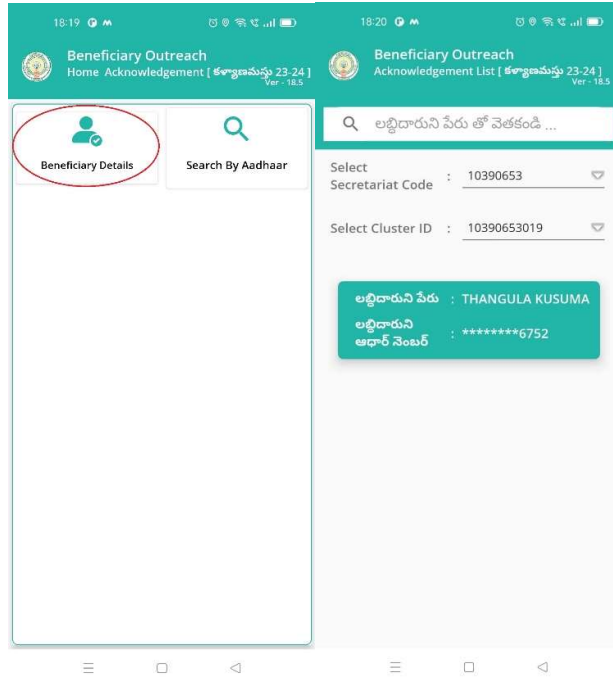 18:19
Beneficiary Outreach
Home Acknowledgement [ కళ్యాణమస్తు 23-24 ]
Ver - 18.5
Beneficiary Details
Search By Aadhaar
18:20
Beneficiary Outreach
Acknowledgement List [ కళ్యాణమస్తు 23-24 ]
Ver - 18.5
లబ్ధిదారుని పేరు తో వెతకండి ...
Select
Secretariat Code : 10390653
Select Cluster ID : 10390653019
లబ్ధిదారుని పేరు : THANGULA KUSUMA
లబ్ధిదారుని
ఆధార్ నెంబర్ : ********6752